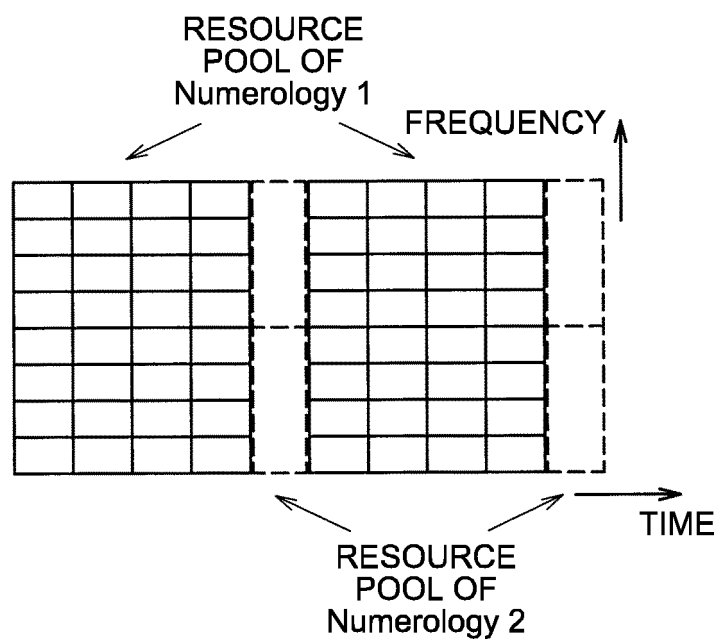 RESOURCE
POOL OF
Numerology 1
FREQUENCY
TIME
RESOURCE
POOL OF
Numerology 2